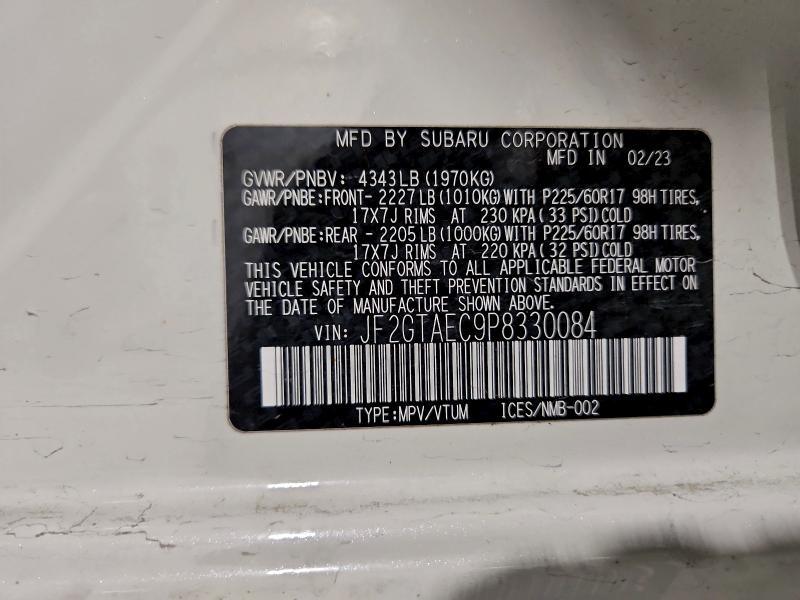 MFD BY SUBARU CORPORATION
MFD IN 02/23
GVWR/PNBV: 4343LB (1970KG)
GAWR/PNBE:FRONT- 2227LB (1010KG) WITH P225/60R17 98H TIRES,
17X7J RIMS AT 230 KPA( 33 PSI) COLD
GAWR/PNBE:REAR - 2205LB (1000KG) WITH P225/60R17 98H TIRES,
17X7J RIMS AT 220 KPA( 32 PSI) COLD
THIS VEHICLE CONFORMS TO ALL APPLICABLE FEDERAL MOTOR
VEHICLE SAFETY AND THEFT PREVENTION STANDARDS IN EFFECT ON
THE DATE OF MANUFACTURE SHOWN ABOVE.
VIN: JF2GTAEC9P8330084
TYPE:MPV/VTUM ICES/NMB-002